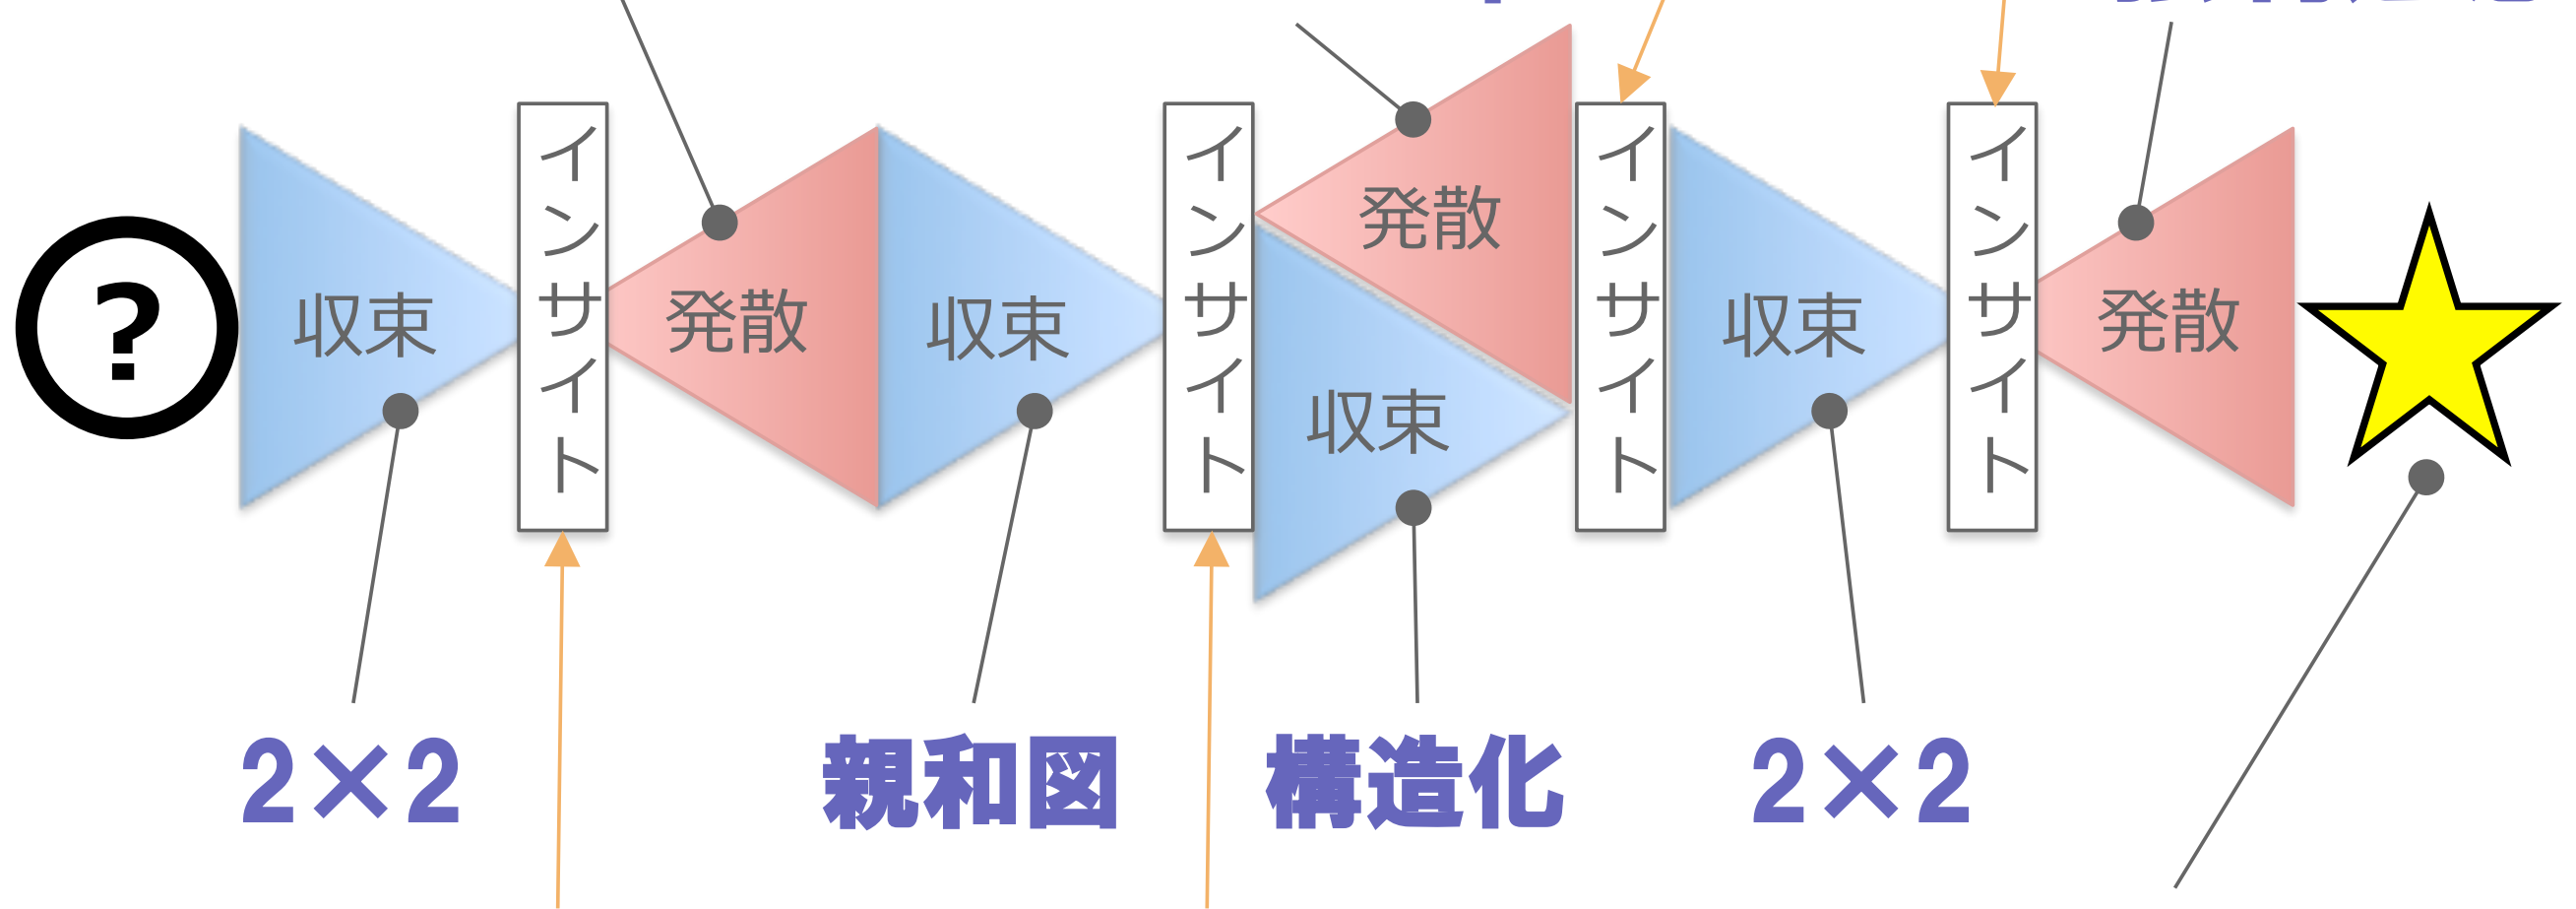 ?
収束
インサイト
発散
収束
インサイト
発散
収束
インサイト
収束
インサイト
発散
2×2
親和図
構造化
2×2